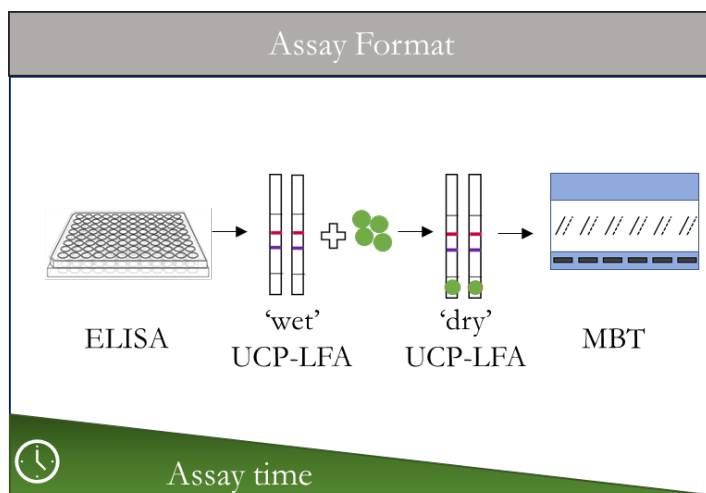 Assay Format
ELISA
‘wet’
UCP-LFA
‘dry’
UCP-LFA
MBT
Assay time